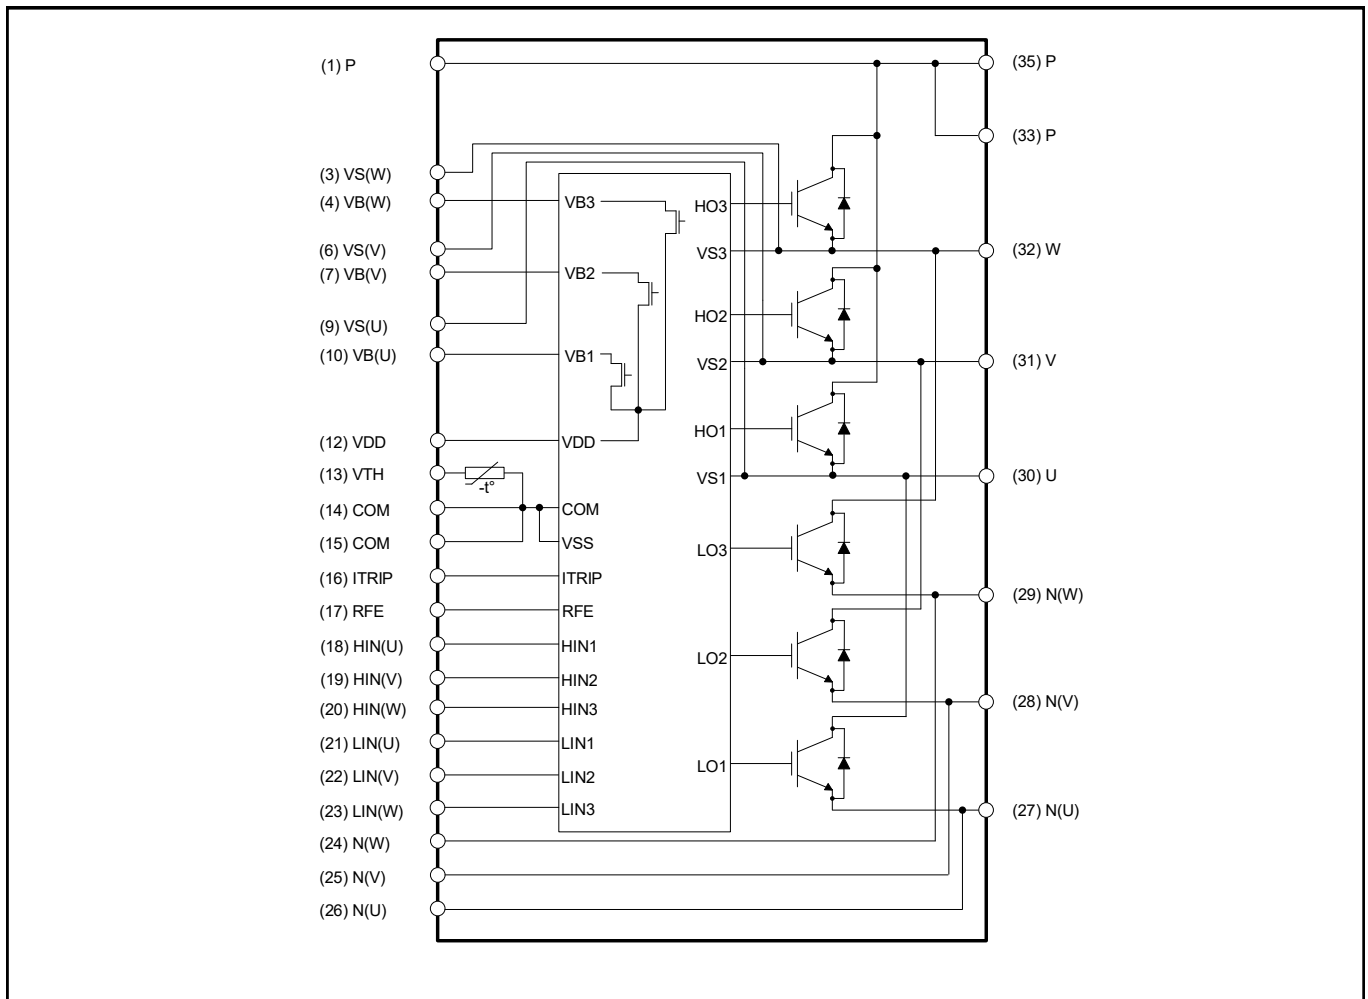 (1) P
(3) VS(W)
(4) VB(W)
(6) VS(V)
(7) VB(V)
(9) VS(U)
(10) VB(U)
(12) VDD
(13) VTH
(14) COM
(15) COM
(16) ITRIP
(17) RFE
(18) HIN(U)
(19) HIN(V)
(20) HIN(W)
(21) LIN(U)
(22) LIN(V)
(23) LIN(W)
(24) N(W)
(25) N(V)
(26) N(U)
-t°
VB3
VB2
VB1
VDD
COM
VSS
ITRIP
RFE
HIN1
HIN2
HIN3
LIN1
LIN2
LIN3
HO3
VS3
HO2
VS2
HO1
VS1
LO3
LO2
LO1
(35) P
(33) P
(32) W
(31) V
(30) U
(29) N(W)
(28) N(V)
(27) N(U)